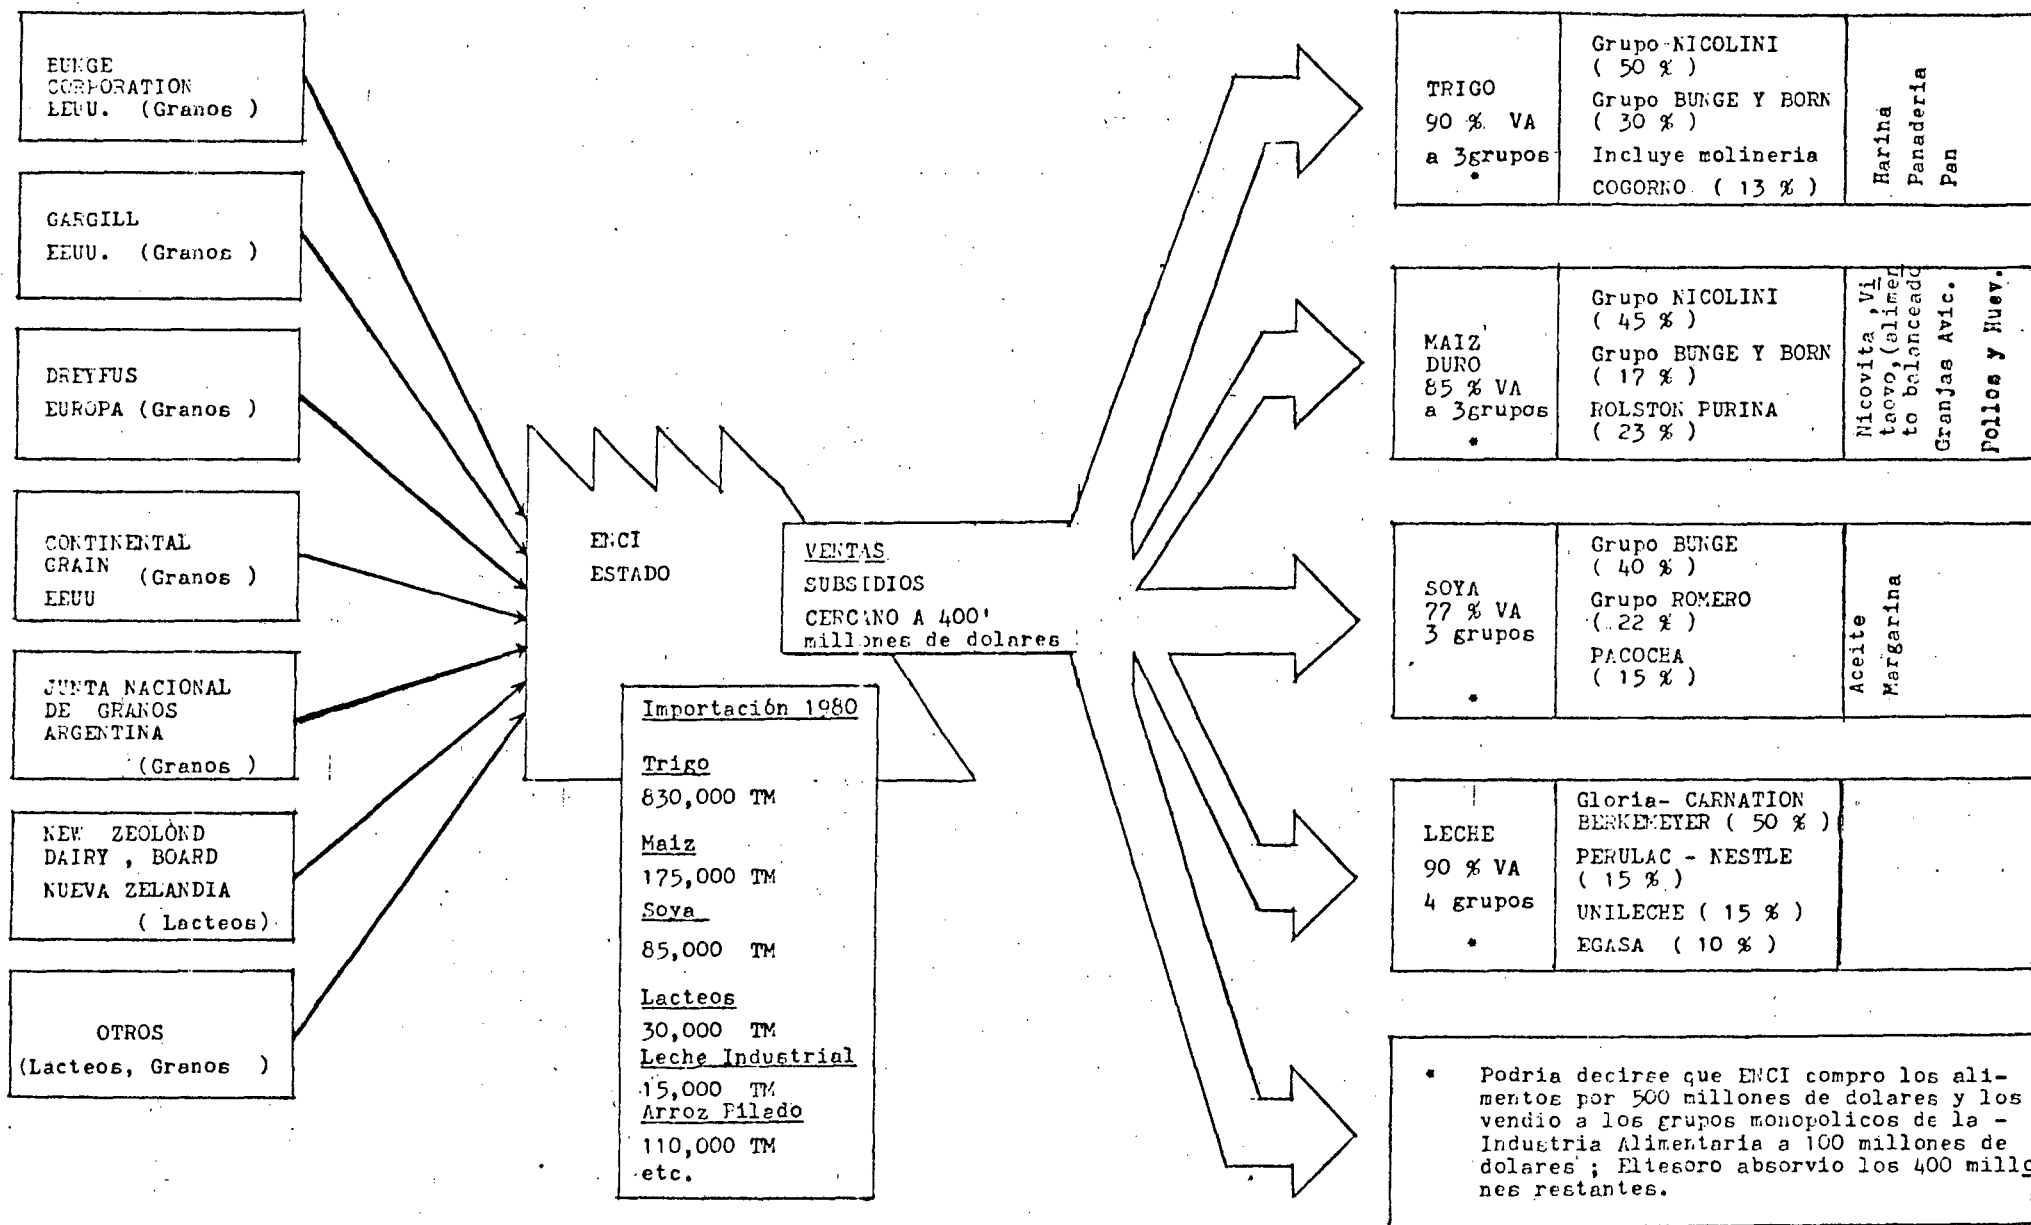 BUNGE
CORPORATION
EEUU. (Granos )
GARGILL
EEUU. (Granos )
DREYFUS
EUROPA (Granos )
CONTINENTAL
GRAIN (Granos )
EEUU
JUNTA NACIONAL
DE GRANOS
ARGENTINA
(Granos )
NEW ZEOLOND
DAIRY , BOARD
NUEVA ZELANDIA
( Lacteos)
OTROS
(Lacteos, Granos )
ENCI
ESTADO
VENTAS
SUBSIDIOS
CERCANO A 400'
millones de dolares
Importación 1980
Trigo
830,000 TM
Maiz
175,000 TM
Soya
85,000 TM
Lacteos
30,000 TM
Leche Industrial
15,000 TM
Arroz Pilado
110,000 TM
etc.
TRIGO
90 % VA
a 3grupos
*
Grupo NICOLINI
( 50 % )
Grupo BUNGE Y BORN
( 30 % )
Incluye molineria
COGORNO ( 13 % )
Harina
Panaderia
Pan
MAIZ
DURO
85 % VA
a 3grupos
*
Grupo NICOLINI
( 45 % )
Grupo BUNGE Y BORN
( 17 % )
ROLSTON PURINA
( 23 % )
Nicovita ,Vi
taovo,(alimen
to balanceado
Granjas Avic.
Pollos y Huev.
SOYA
77 % VA
3 grupos
*
Grupo BUNGE
( 40 % )
Grupo ROMERO
( 22 % )
PACOCHA
( 15 % )
Aceite
Margarina
LECHE
90 % VA
4 grupos
*
Gloria- CARNATION
BERKEMEYER ( 50 % )
PERULAC - NESTLE
( 15 % )
UNILECHE ( 15 % )
EGASA ( 10 % )
* Podria decirse que ENCI compro los ali-
mentos por 500 millones de dolares y los
vendio a los grupos monopolicos de la -
Industria Alimentaria a 100 millones de
dolares ; Eltesoro absorvio los 400 millo
nes restantes.